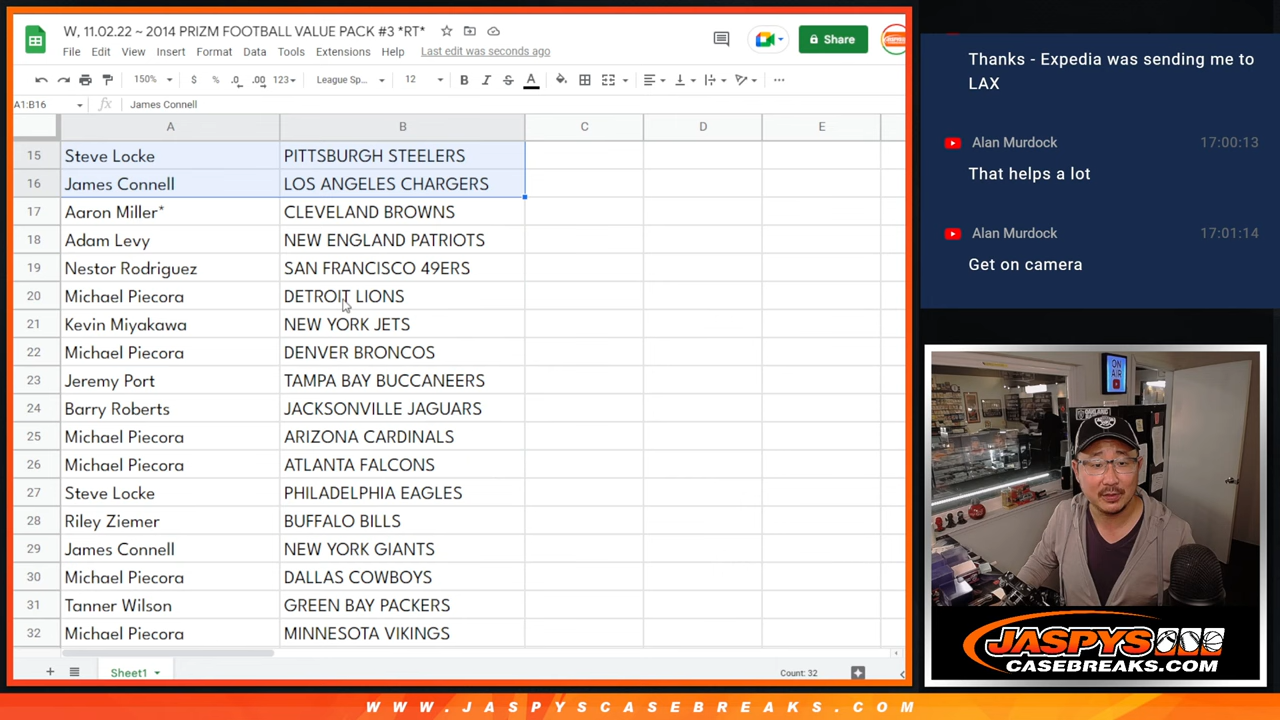 W, 11.02.22 ~ 2014 PRIZM FOOTBALL VALUE PACK #3 *RT*
File Edit View Insert Format Data Tools Extensions Help Last edit was seconds ago
Share
JASPYS
150% $ % .0 .00 123 League Sp... 12 B I S A
A1:B16 fx James Connell
A B C D E
15 Steve Locke PITTSBURGH STEELERS
16 James Connell LOS ANGELES CHARGERS
17 Aaron Miller* CLEVELAND BROWNS
18 Adam Levy NEW ENGLAND PATRIOTS
19 Nestor Rodriguez SAN FRANCISCO 49ERS
20 Michael Piecora DETROIT LIONS
21 Kevin Miyakawa NEW YORK JETS
22 Michael Piecora DENVER BRONCOS
23 Jeremy Port TAMPA BAY BUCCANEERS
24 Barry Roberts JACKSONVILLE JAGUARS
25 Michael Piecora ARIZONA CARDINALS
26 Michael Piecora ATLANTA FALCONS
27 Steve Locke PHILADELPHIA EAGLES
28 Riley Ziemer BUFFALO BILLS
29 James Connell NEW YORK GIANTS
30 Michael Piecora DALLAS COWBOYS
31 Tanner Wilson GREEN BAY PACKERS
32 Michael Piecora MINNESOTA VIKINGS
Sheet1
Count: 32
Thanks - Expedia was sending me to
LAX
Alan Murdock 17:00:13
That helps a lot
Alan Murdock 17:01:14
Get on camera
ON
AIR
JASPYS
CASEBREAKS.COM
WWW.JASPYSCASEBREAKS.COM